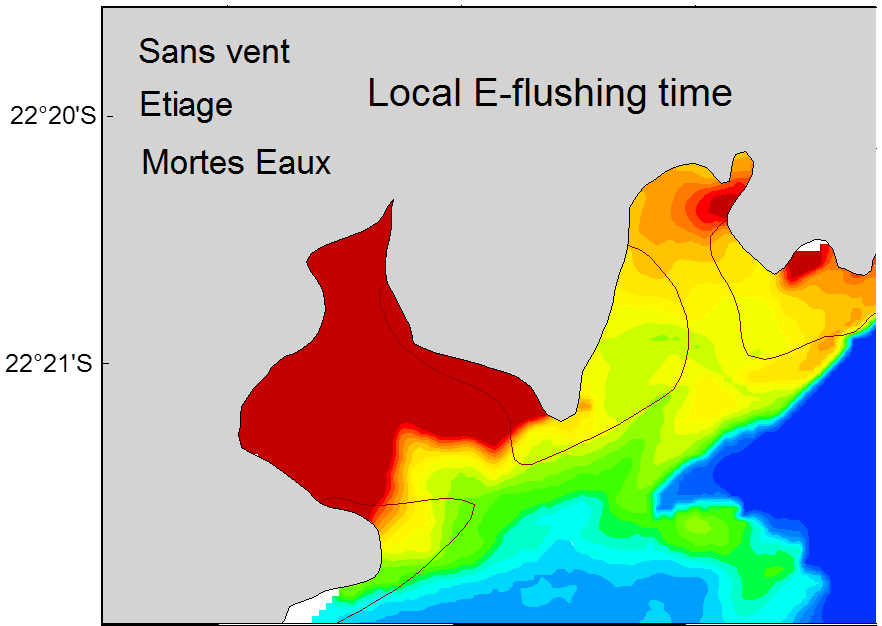 Sans vent
Local E-flushing time
Etiage
22°20'S
Mortes Eaux
22°21'S